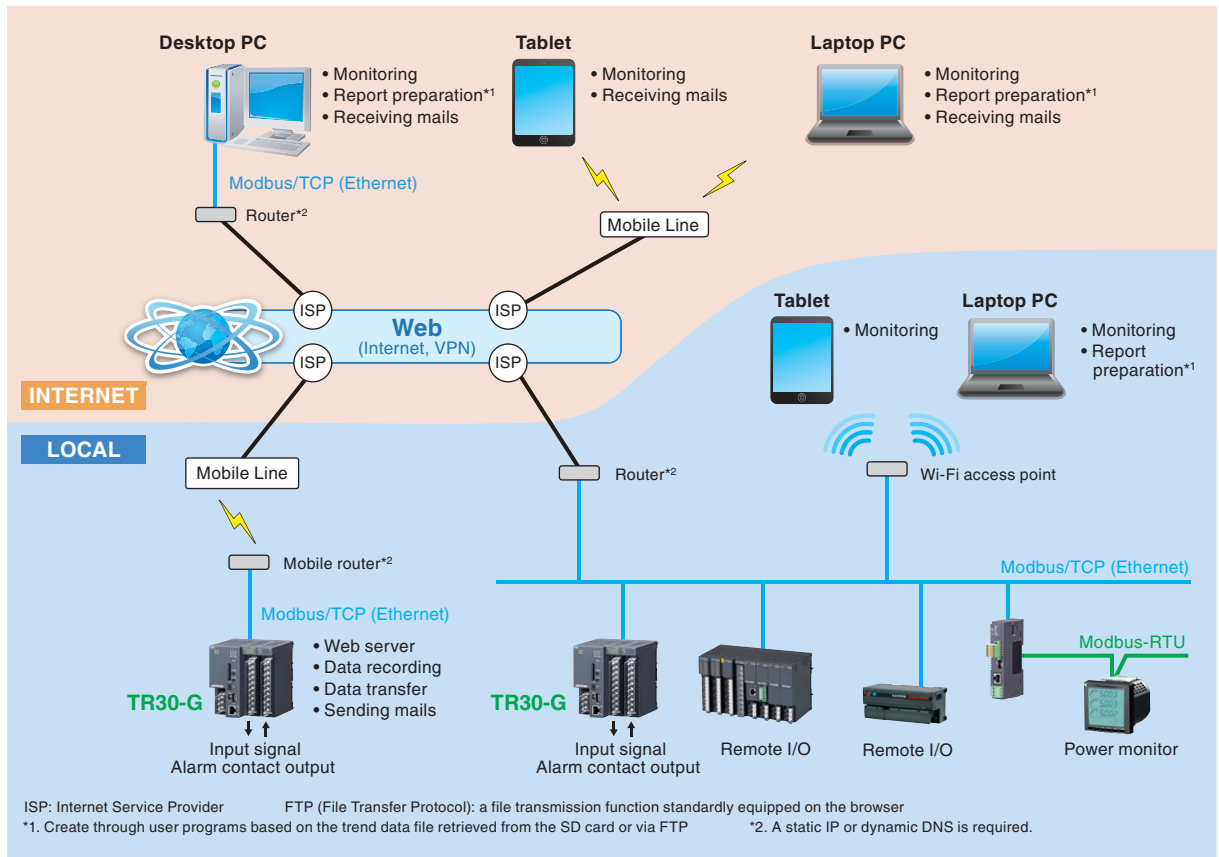 Desktop PC
• Monitoring
• Report preparation*1
• Receiving mails
Tablet
• Monitoring
• Receiving mails
Laptop PC
• Monitoring
• Report preparation*1
• Receiving mails
Modbus/TCP (Ethernet)
Router*2
Mobile Line
ISP
ISP
Web
(Internet, VPN)
ISP
ISP
INTERNET
Tablet
• Monitoring
Laptop PC
• Monitoring
• Report
preparation*1
LOCAL
Mobile Line
Router*2
Wi-Fi access point
Mobile router*2
Modbus/TCP (Ethernet)
Modbus/TCP (Ethernet)
• Web server
• Data recording
• Data transfer
• Sending mails
TR30-G
Input signal
Alarm contact output
TR30-G
Input signal
Alarm contact output
Remote I/O
Remote I/O
Modbus-RTU
5003
5003
5002
Power monitor
ISP: Internet Service Provider FTP (File Transfer Protocol): a file transmission function standardly equipped on the browser
*1. Create through user programs based on the trend data file retrieved from the SD card or via FTP *2. A static IP or dynamic DNS is required.